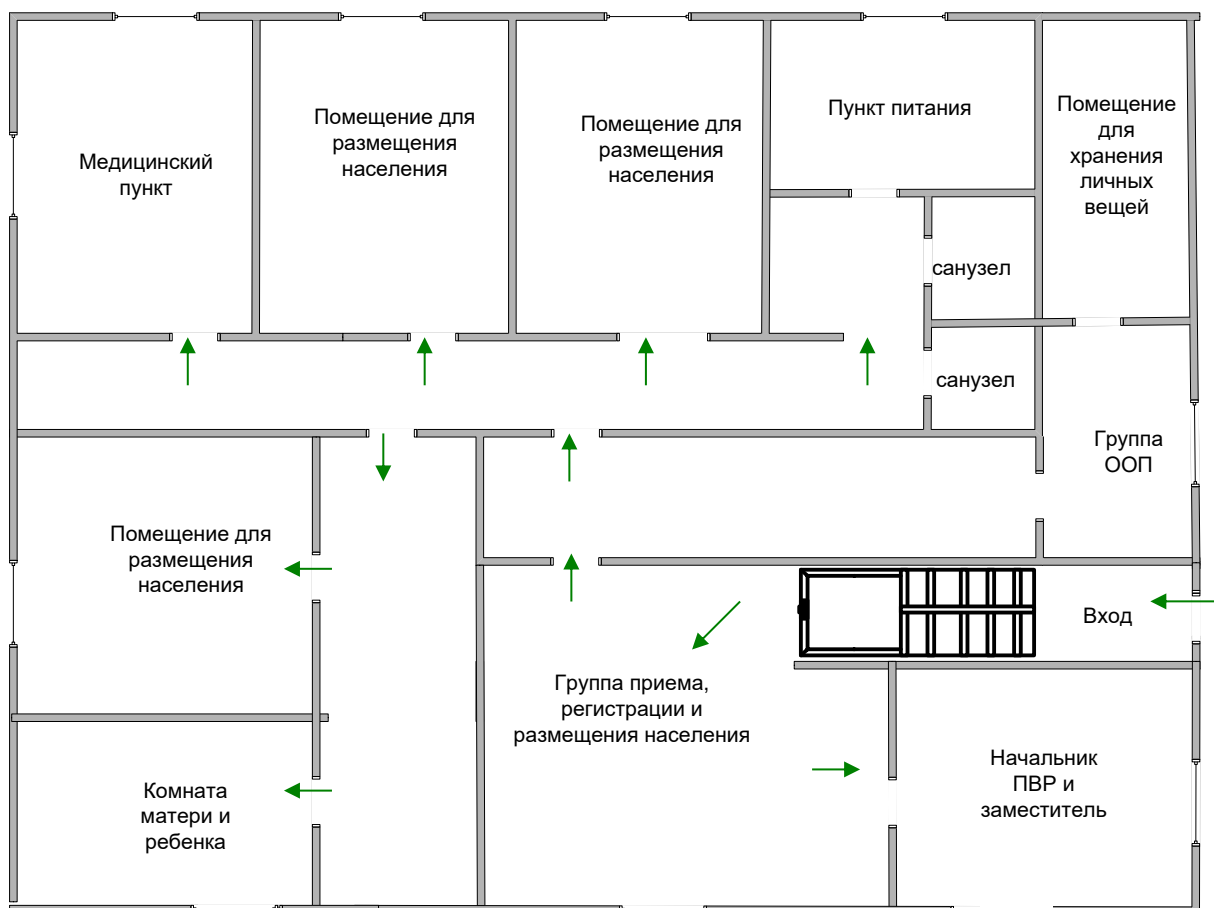 Медицинский
пункт
Помещение для
размещения
населения
Помещение для
размещения
населения
Пункт питания
Помещение
для
хранения
личных
вещей
санузел
санузел
Группа
ООП
Помещение для
размещения
населения
Вход
Группа приема,
регистрации и
размещения населения
Начальник
ПВР и
заместитель
Комната
матери и
ребенка